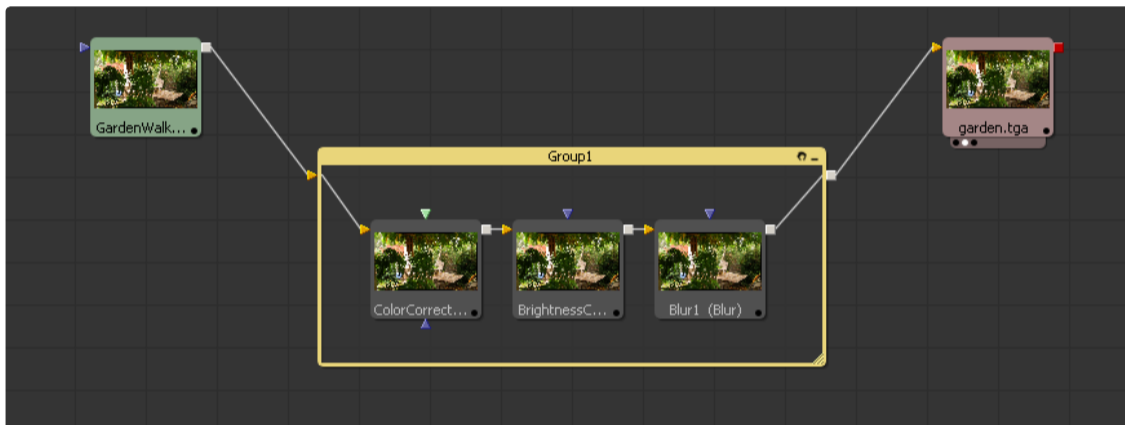 GardenWalk...
garden.tga
Group1
ColorCorrect...
BrightnessC...
Blur1 (Blur)